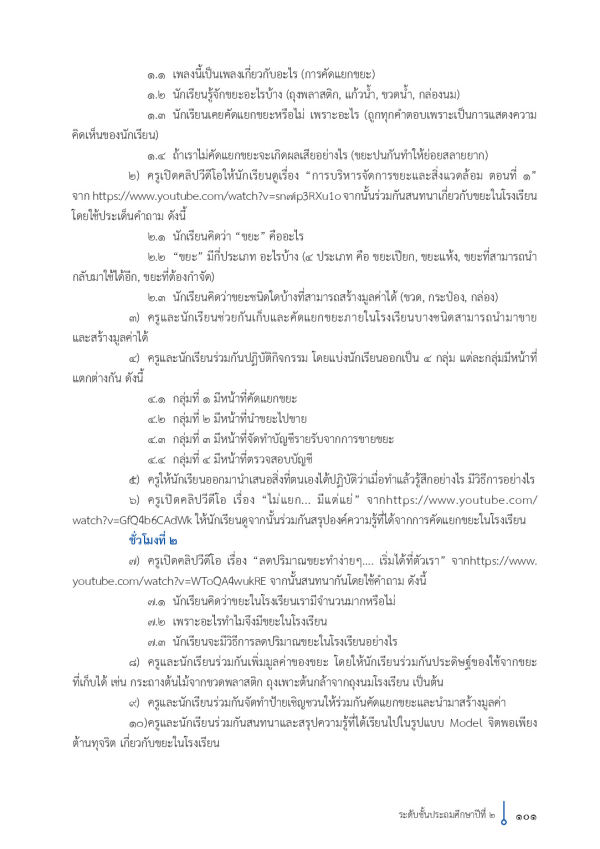 ๑.๑ เพลงนี้เป็นเพลงเกี่ยวกับอะไร (การคัดแยกขยะ)
๑.๒ นักเรียนรู้จักขยะอะไรบ้าง (ถุงพลาสติก, แก้วน้ำ, ขวดน้ำ, กล่องนม)
๑.๓ นักเรียนเคยคัดแยกขยะหรือไม่ เพราะอะไร (ถูกทุกคำตอบเพราะเป็นการแสดงความ
คิดเห็นของนักเรียน)
๑.๔ ถ้าเราไม่คัดแยกขยะจะเกิดผลเสียอย่างไร (ขยะปนกันทำให้ย่อยสลายยาก)
๒) ครูเปิดคลิปวีดีโอให้นักเรียนดูเรื่อง “การบริหารจัดการขยะและสิ่งแวดล้อม ตอนที่ ๑”
จาก https://www.youtube.com/watch?v=sn๗ip3RXu1o จากนั้นร่วมกันสนทนาเกี่ยวกับขยะในโรงเรียน
โดยใช้ประเด็นคำถาม ดังนี้
๒.๑ นักเรียนคิดว่า “ขยะ” คืออะไร
๒.๒ “ขยะ” มีกี่ประเภท อะไรบ้าง (๔ ประเภท คือ ขยะเปียก, ขยะแห้ง, ขยะที่สามารถนำ
กลับมาใช้ได้อีก, ขยะที่ต้องกำจัด)
๒.๓ นักเรียนคิดว่าขยะชนิดใดบ้างที่สามารถสร้างมูลค่าได้ (ขวด, กระป๋อง, กล่อง)
๓) ครูและนักเรียนช่วยกันเก็บและคัดแยกขยะภายในโรงเรียนบางชนิดสามารถนำมาขาย
และสร้างมูลค่าได้
๔) ครูและนักเรียนร่วมกันปฏิบัติกิจกรรม โดยแบ่งนักเรียนออกเป็น ๔ กลุ่ม แต่ละกลุ่มมีหน้าที่
แตกต่างกัน ดังนี้
๔.๑ กลุ่มที่ ๑ มีหน้าที่คัดแยกขยะ
๔.๒ กลุ่มที่ ๒ มีหน้าที่นำขยะไปขาย
๔.๓ กลุ่มที่ ๓ มีหน้าที่จัดทำบัญชีรายรับจากการขายขยะ
๔.๔ กลุ่มที่ ๔ มีหน้าที่ตรวจสอบบัญชี
๕) ครูให้นักเรียนออกมานำเสนอสิ่งที่ตนเองได้ปฏิบัติว่าเมื่อทำแล้วรู้สึกอย่างไร มีวิธีการอย่างไร
๖) ครูเปิดคลิปวีดีโอ เรื่อง “ไม่แยก... มีแต่แย่” จากhttps://www.youtube.com/
watch?v=GfQ4b6CAdWk ให้นักเรียนดูจากนั้นร่วมกันสรุปองค์ความรู้ที่ได้จากการคัดแยกขยะในโรงเรียน
ชั่วโมงที่ ๒
๗) ครูเปิดคลิปวีดีโอ เรื่อง “ลดปริมาณขยะทำง่ายๆ.... เริ่มได้ที่ตัวเรา” จากhttps://www.
youtube.com/watch?v=WToQA4wukRE จากนั้นสนทนากันโดยใช้คำถาม ดังนี้
๗.๑ นักเรียนคิดว่าขยะในโรงเรียนเรามีจำนวนมากหรือไม่
๗.๒ เพราะอะไรทำไมจึงมีขยะในโรงเรียน
๗.๓ นักเรียนจะมีวิธีการลดปริมาณขยะในโรงเรียนอย่างไร
๘) ครูและนักเรียนร่วมกันเพิ่มมูลค่าของขยะ โดยให้นักเรียนร่วมกันประดิษฐ์ของใช้จากขยะ
ที่เก็บได้ เช่น กระถางต้นไม้จากขวดพลาสติก ถุงเพาะต้นกล้าจากถุงนมโรงเรียน เป็นต้น
๙) ครูและนักเรียนร่วมกันจัดทำป้ายเชิญชวนให้ร่วมกันคัดแยกขยะและนำมาสร้างมูลค่า
๑๐)ครูและนักเรียนร่วมกันสนทนาและสรุปความรู้ที่ได้เรียนไปในรูปแบบ Model จิตพอเพียง
ต้านทุจริต เกี่ยวกับขยะในโรงเรียน
ระดับชั้นประถมศึกษาปีที่ ๒ ๑๐๑